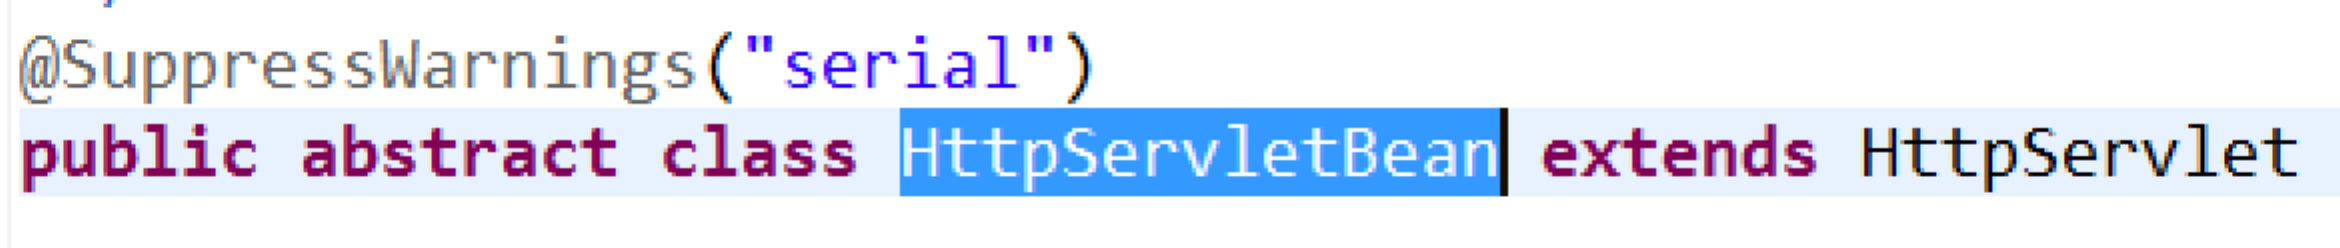 @SuppressWarnings("serial")
public abstract class HttpServletBean extends HttpServlet